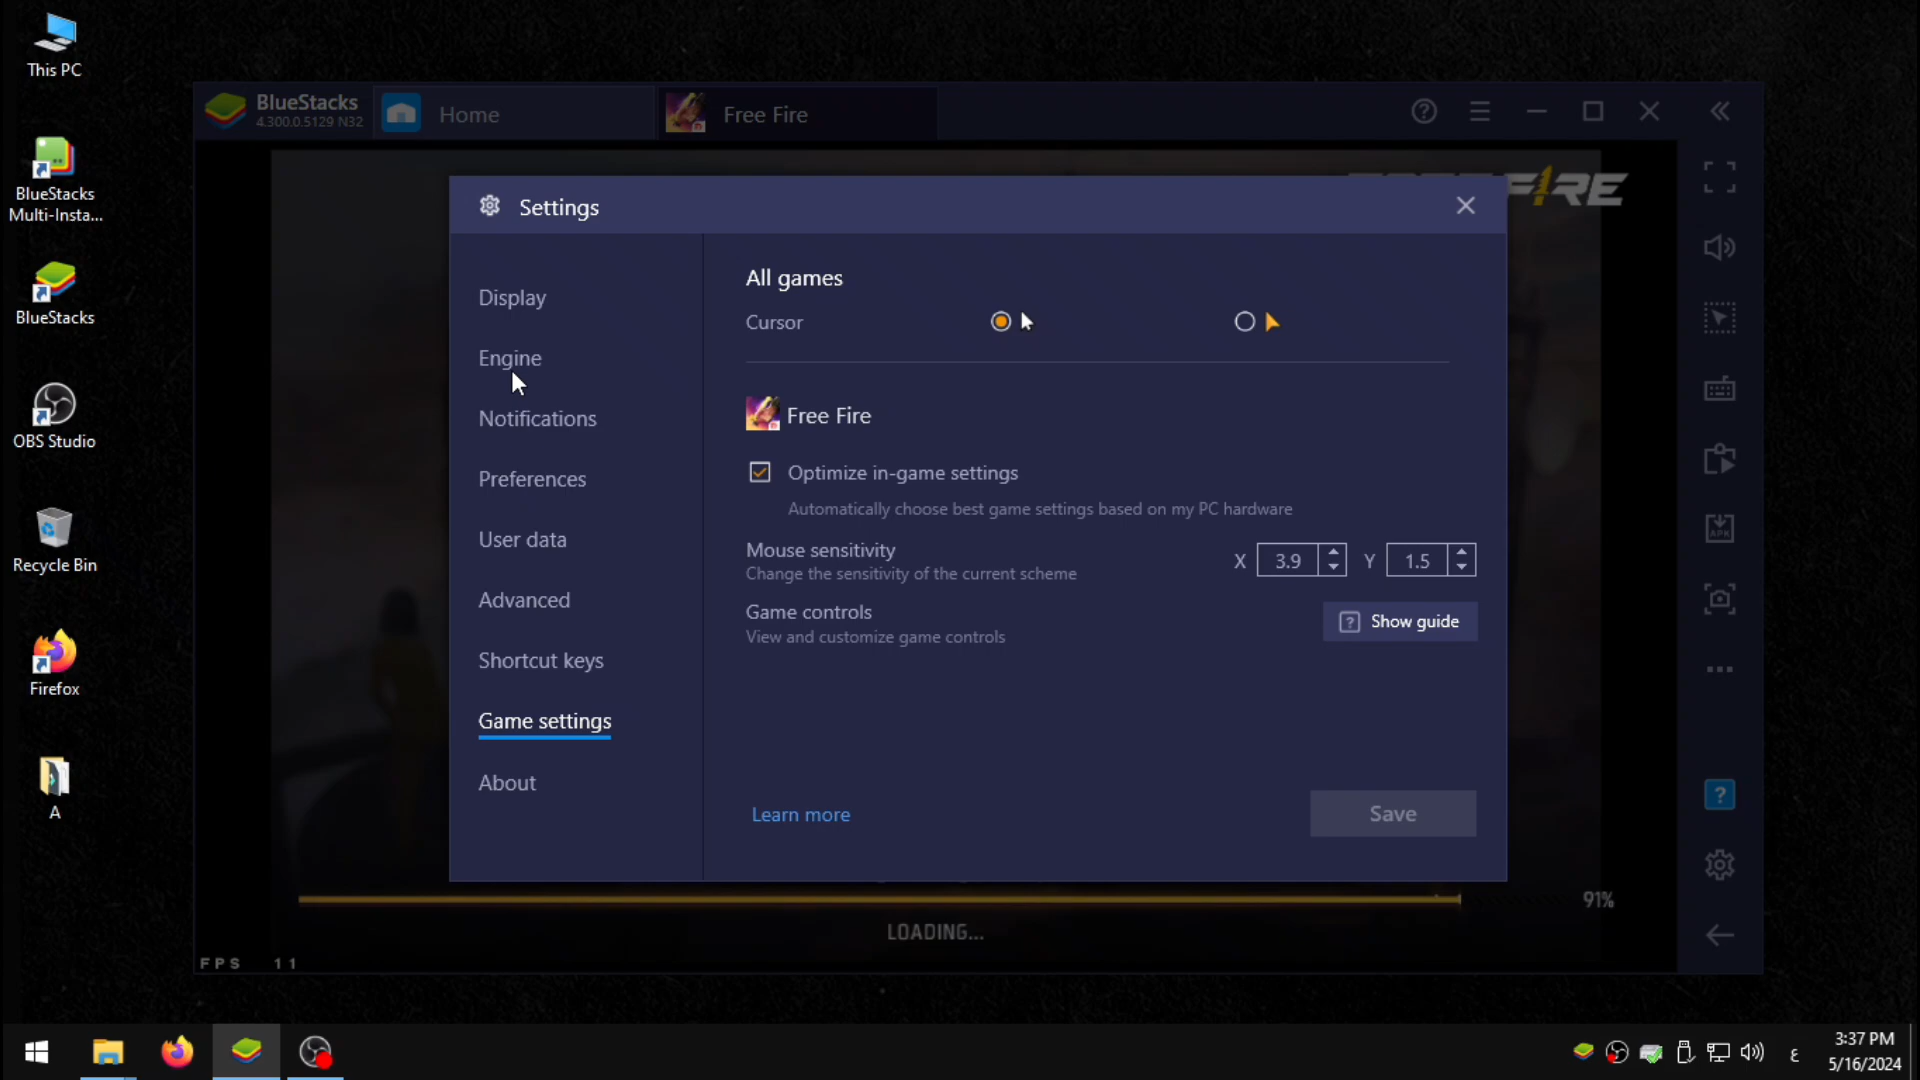 This PC
BlueStacks
Multi-Insta...
BlueStacks
OBS Studio
Recycle Bin
Firefox
A
BlueStacks
4.300.0.5129 N32
Home
Free Fire
FIRE
Settings
Display
Engine
Notifications
Preferences
User data
Advanced
Shortcut keys
Game settings
About
All games
Cursor
Free Fire
Optimize in-game settings
Automatically choose best game settings based on my PC hardware
Mouse sensitivity
X 3.9 Y 1.5
Change the sensitivity of the current scheme
Game controls
Show guide
View and customize game controls
Learn more
Save
APK
91%
LOADING...
FPS 11
ع
3:37 PM
5/16/2024